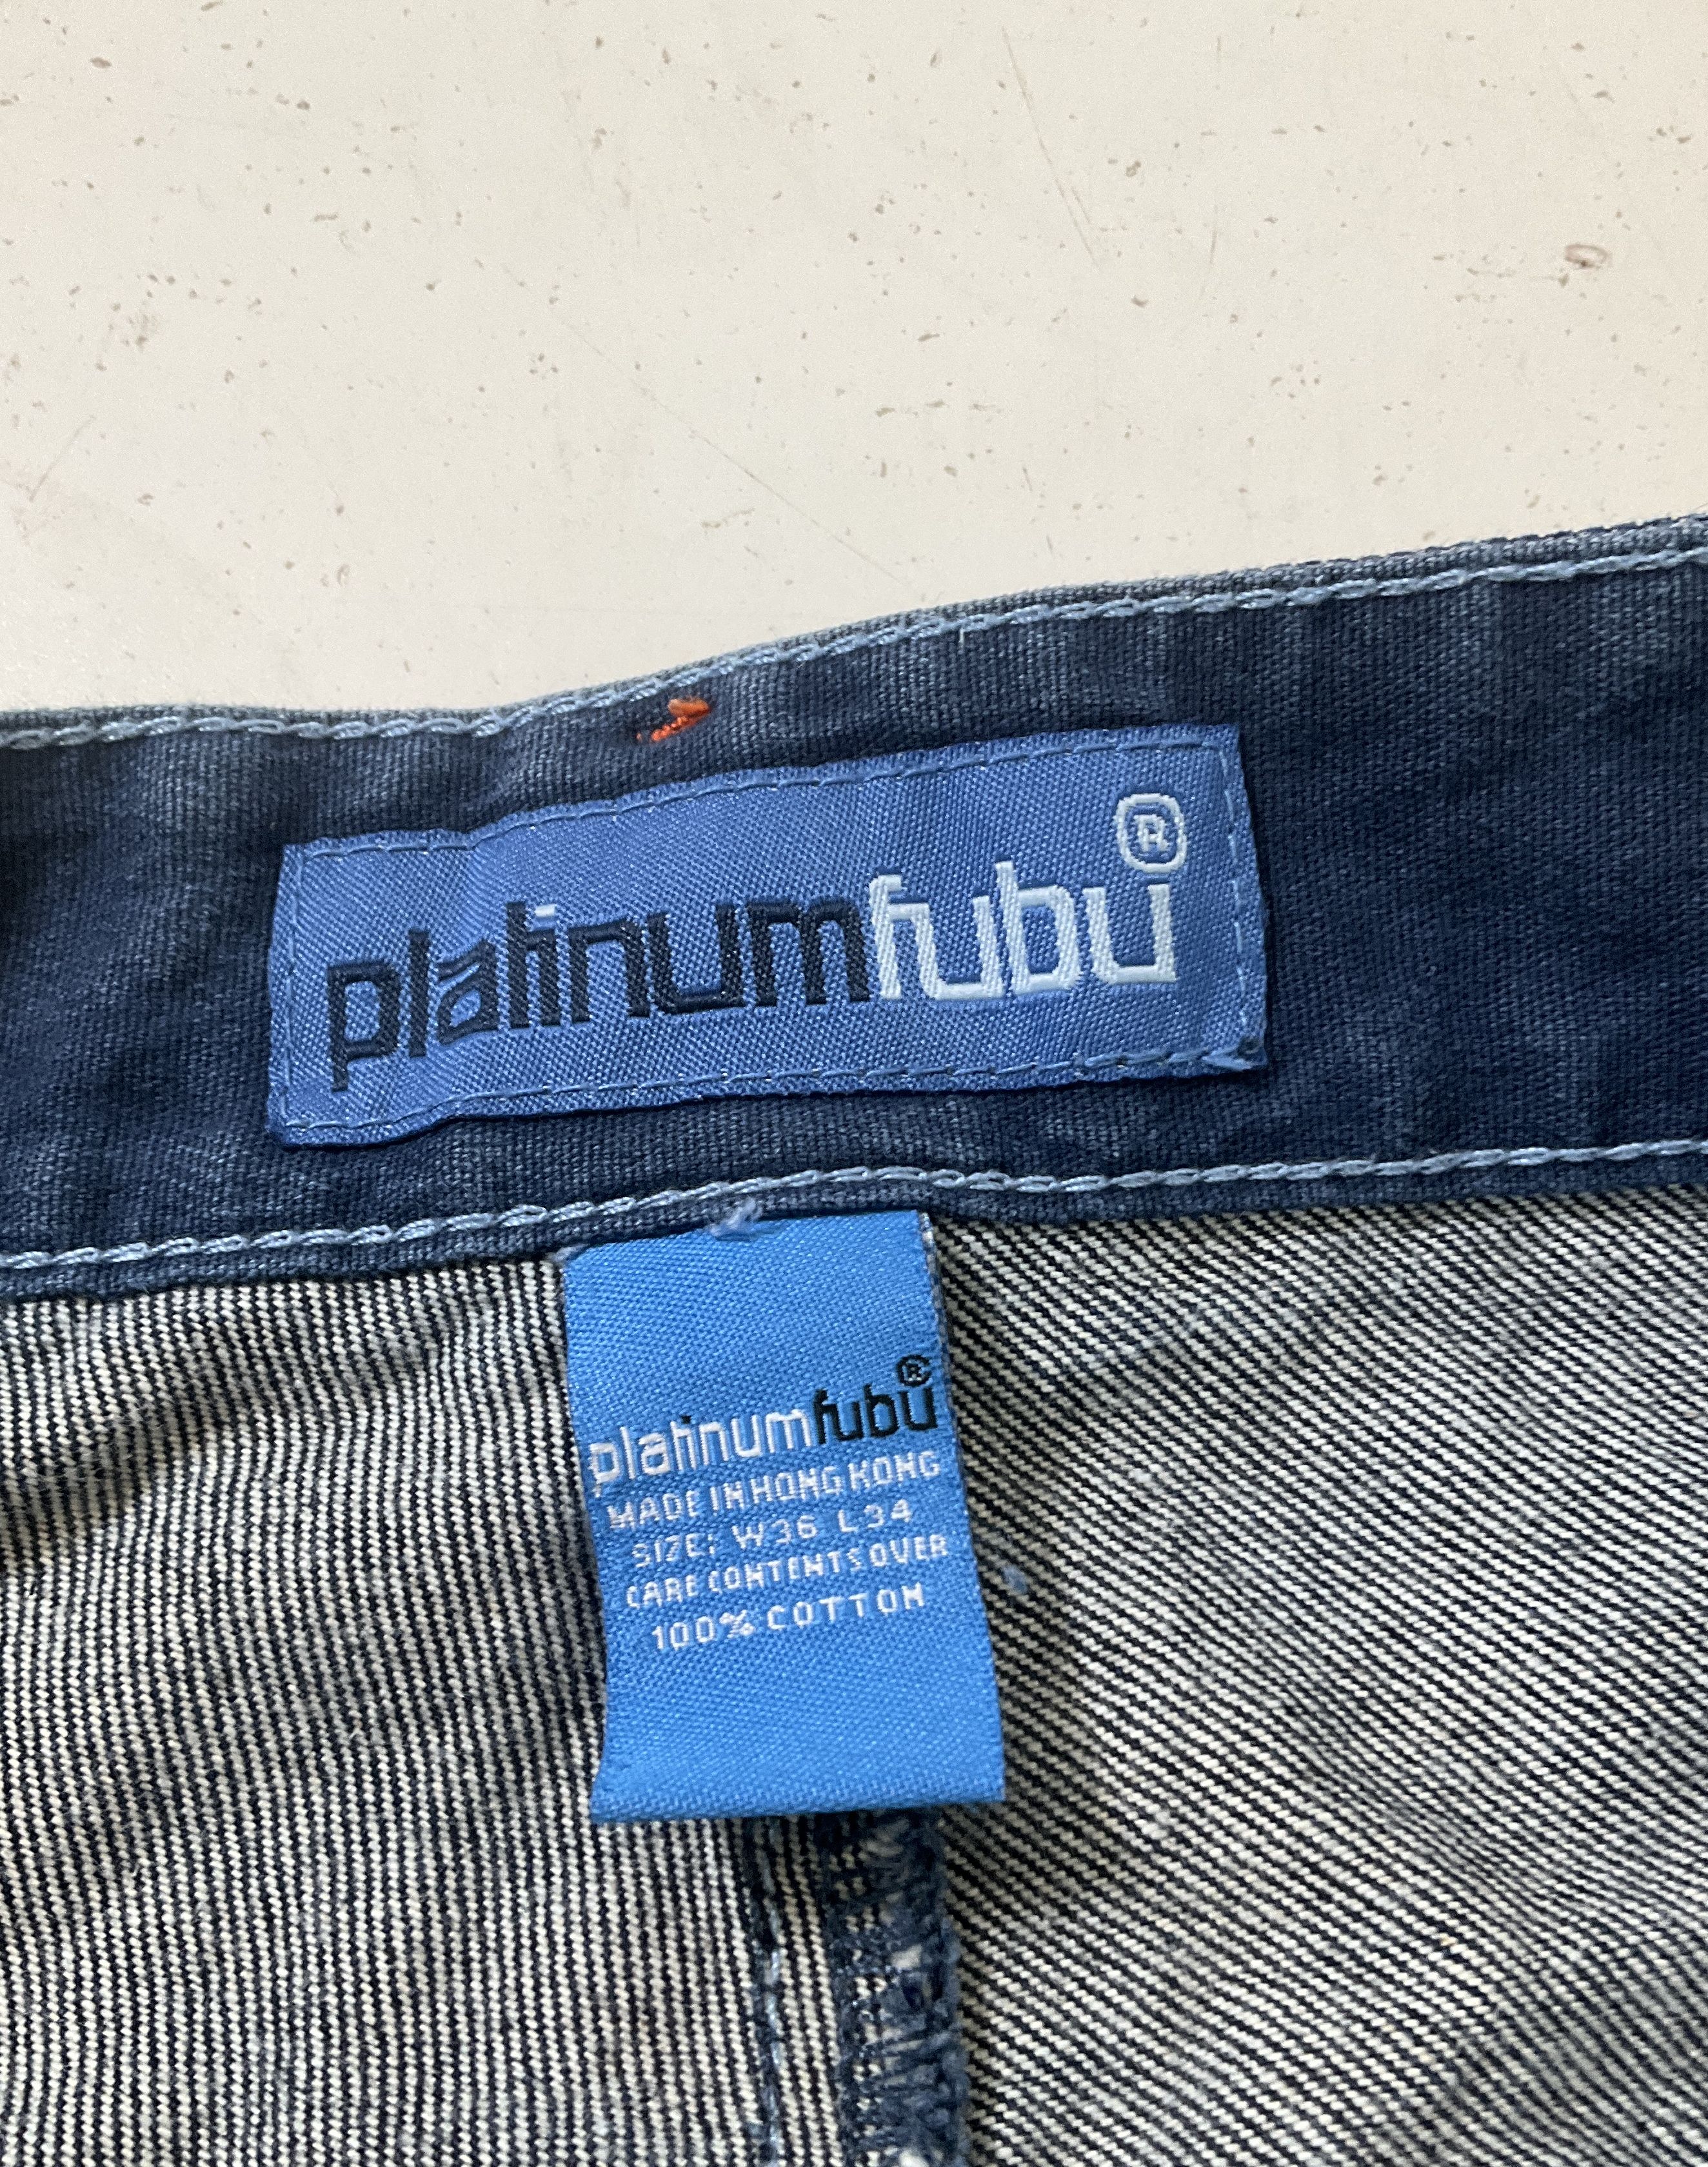 platinumfubu®
platinumfubu®
MADE IN HONG KONG
SIZE: W36 L34
CARE CONTENTS OVER
100% COTTON